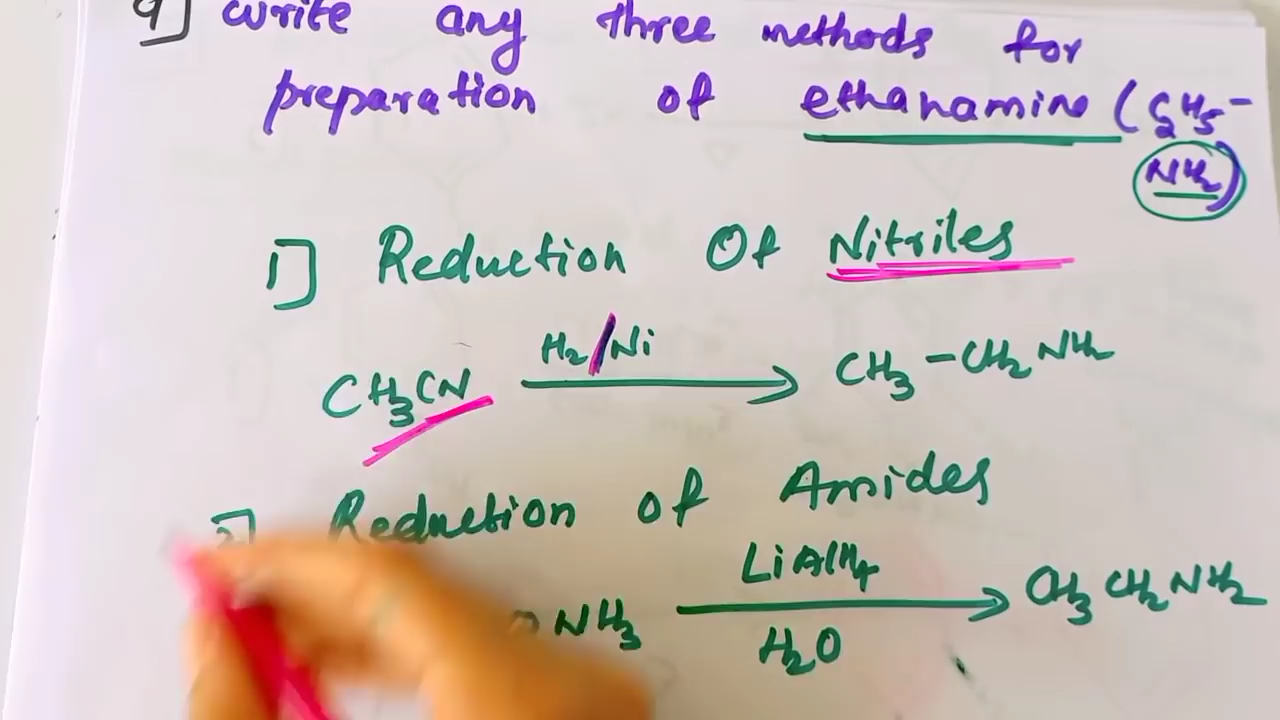 9] Write any three methods for
preparation of ethanamine (C2H5-
NH2)
1] Reduction Of Nitriles
CH3CN H2/Ni CH3-CH2NH2
2] Reduction of Amides
LiAlH4
NH3 CH3CH2NH2
H2O